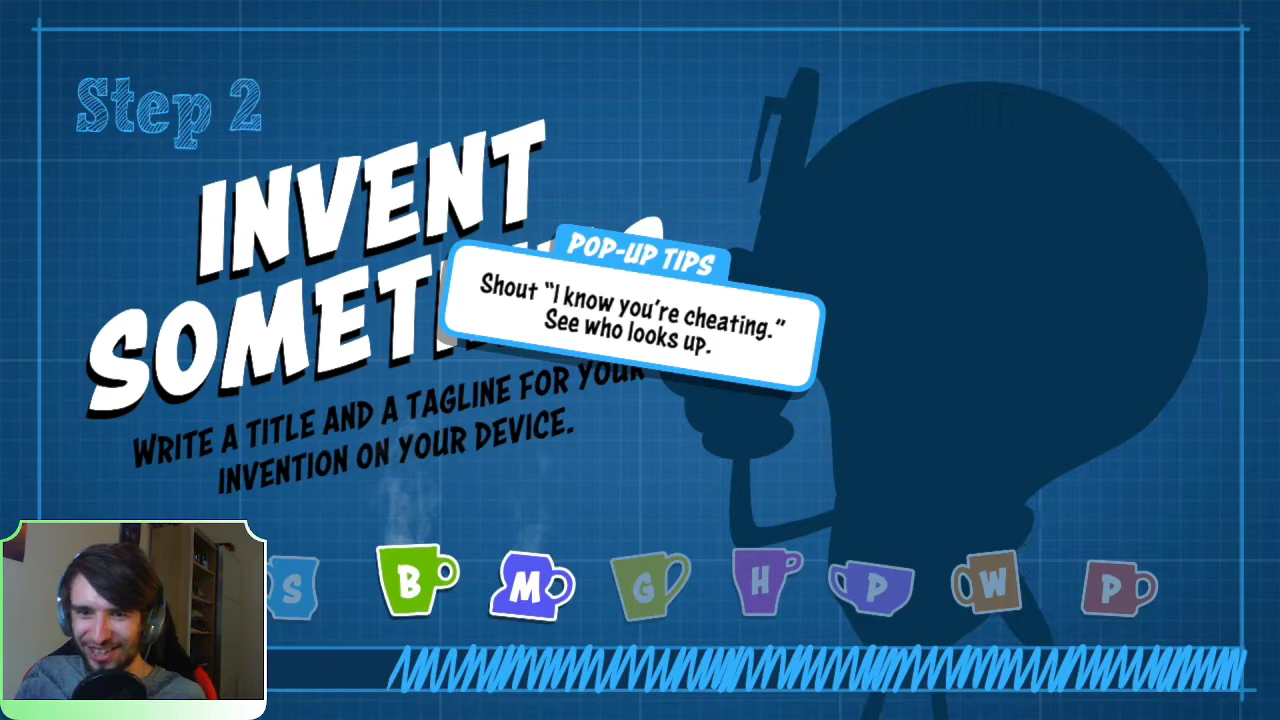 Step 2
INVENT
POP-UP TIPS
Shout “I know you’re cheating.”
See who looks up.
WRITE A TITLE AND A TAGLINE FOR YOUR
INVENTION ON YOUR DEVICE.
S B M G H P W P